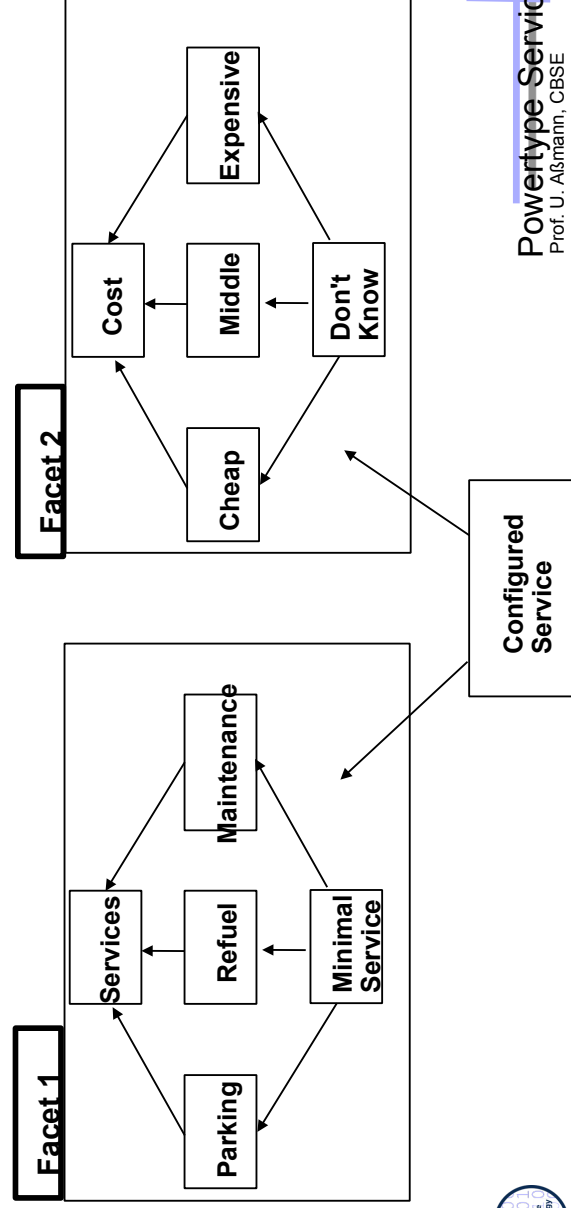 Facet 1
Services
Parking
Refuel
Maintenance
Minimal
Service
Facet 2
Cost
Cheap
Middle
Expensive
Don't
Know
Configured
Service
Powertype Servic
Prof. U. Aßmann, CBSE